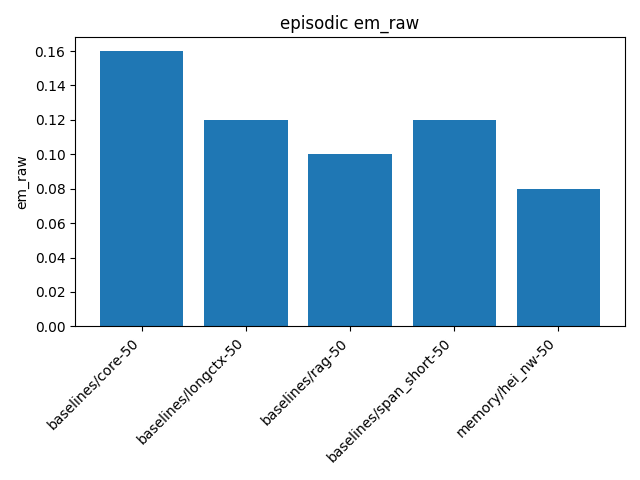 episodic em_raw
em_raw
0.16
0.14
0.12
0.10
0.08
0.06
0.04
0.02
0.00
baselines/core-50
baselines/longctx-50
baselines/rag-50
baselines/span_short-50
memory/hei_nw-50